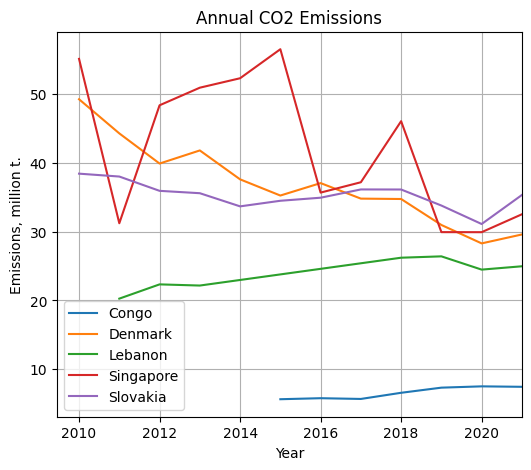 Annual CO2 Emissions
Emissions, million t.
50
40
30
20
10
Congo
Denmark
Lebanon
Singapore
Slovakia
2010 2012 2014 2016 2018 2020
Year